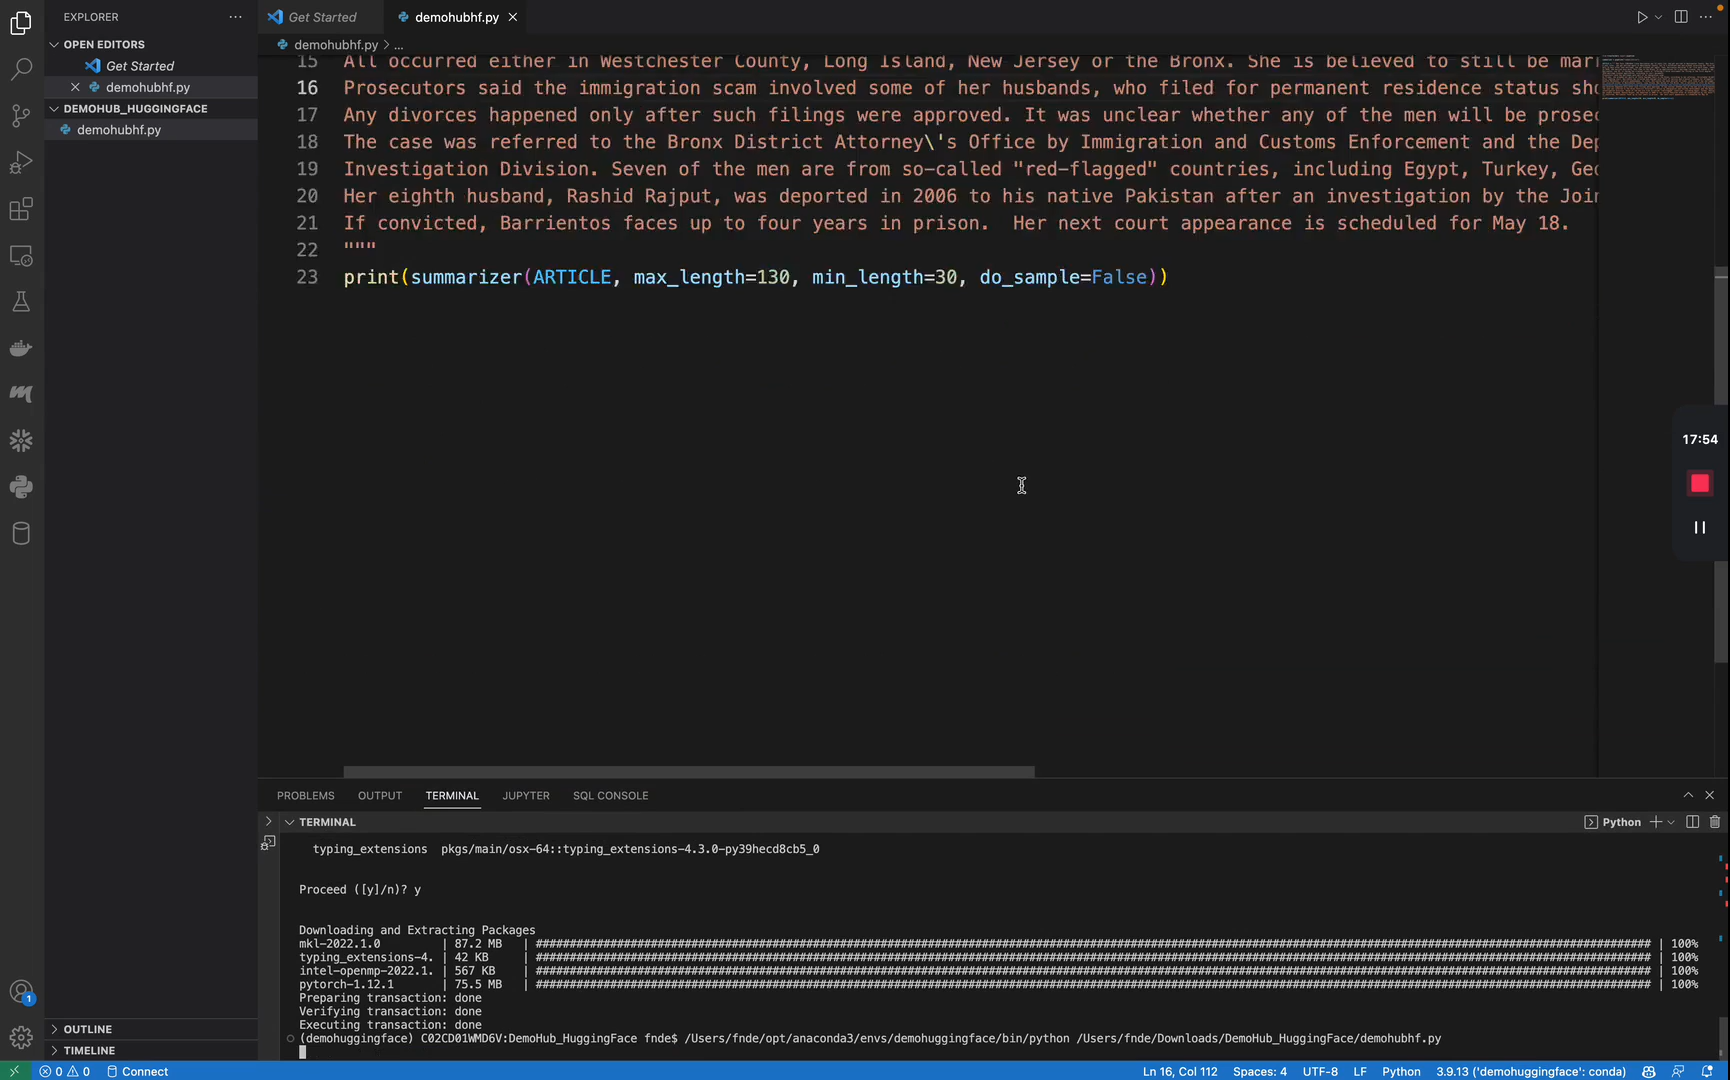 EXPLORER
OPEN EDITORS
Get Started
demohubhf.py
DEMOHUB_HUGGINGFACE
demohubhf.py
OUTLINE
TIMELINE
Get Started
demohubhf.py
demohubhf.py > ...
15 All occurred either in Westchester County, Long Island, New Jersey or the Bronx. She is believed to still be mar
16 Prosecutors said the immigration scam involved some of her husbands, who filed for permanent residence status sho
17 Any divorces happened only after such filings were approved. It was unclear whether any of the men will be prosec
18 The case was referred to the Bronx District Attorney\'s Office by Immigration and Customs Enforcement and the Dep
19 Investigation Division. Seven of the men are from so-called "red-flagged" countries, including Egypt, Turkey, Geo
20 Her eighth husband, Rashid Rajput, was deported in 2006 to his native Pakistan after an investigation by the Join
21 If convicted, Barrientos faces up to four years in prison.  Her next court appearance is scheduled for May 18.
22 """
23 print(summarizer(ARTICLE, max_length=130, min_length=30, do_sample=False))
17:54
PROBLEMS OUTPUT TERMINAL JUPYTER SQL CONSOLE
TERMINAL
Python
typing_extensions  pkgs/main/osx-64::typing_extensions-4.3.0-py39hecd8cb5_0
Proceed ([y]/n)? y
Downloading and Extracting Packages
mkl-2022.1.0 | 87.2 MB | 100%
typing_extensions-4. | 42 KB | 100%
intel-openmp-2022.1. | 567 KB | 100%
pytorch-1.12.1 | 75.5 MB | 100%
Preparing transaction: done
Verifying transaction: done
Executing transaction: done
(demohuggingface) C02CD01WMD6V:DemoHub_HuggingFace fnde$ /Users/fnde/opt/anaconda3/envs/demohuggingface/bin/python /Users/fnde/Downloads/DemoHub_HuggingFace/demohubhf.py
1
0 0 Connect Ln 16, Col 112 Spaces: 4 UTF-8 LF Python 3.9.13 ('demohuggingface': conda)